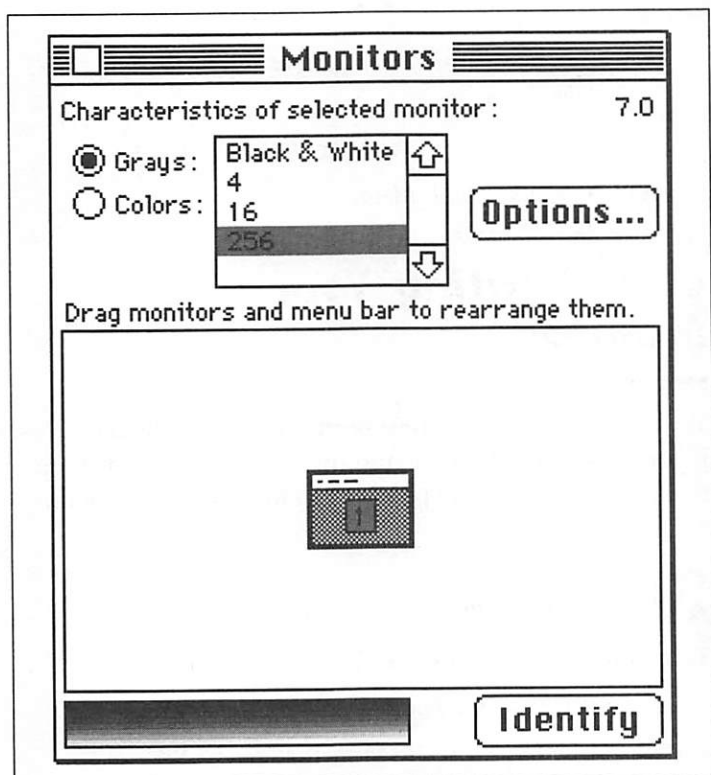 Monitors
Characteristics of selected monitor: 7.0
Grays:
Colors:
Black & White
4
16
256
Options...
Drag monitors and menu bar to rearrange them.
1
Identify